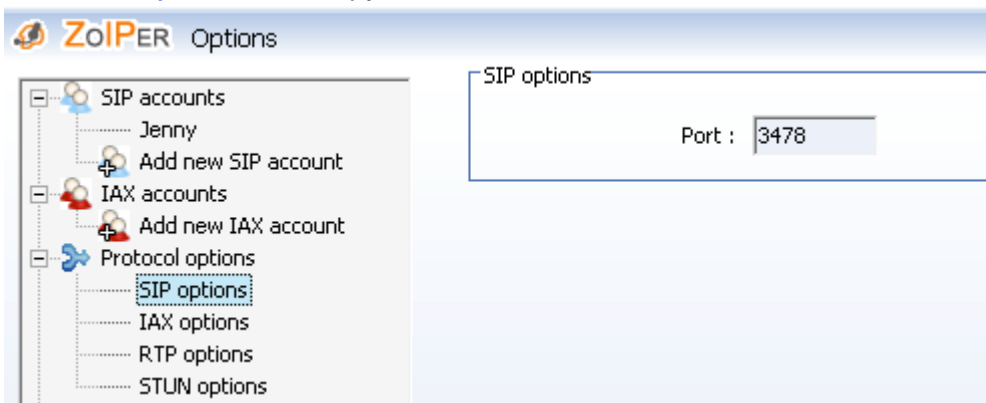 ZoIPER Options
SIP accounts
Jenny
Add new SIP account
IAX accounts
Add new IAX account
Protocol options
SIP options
IAX options
RTP options
STUN options
SIP options
Port : 3478